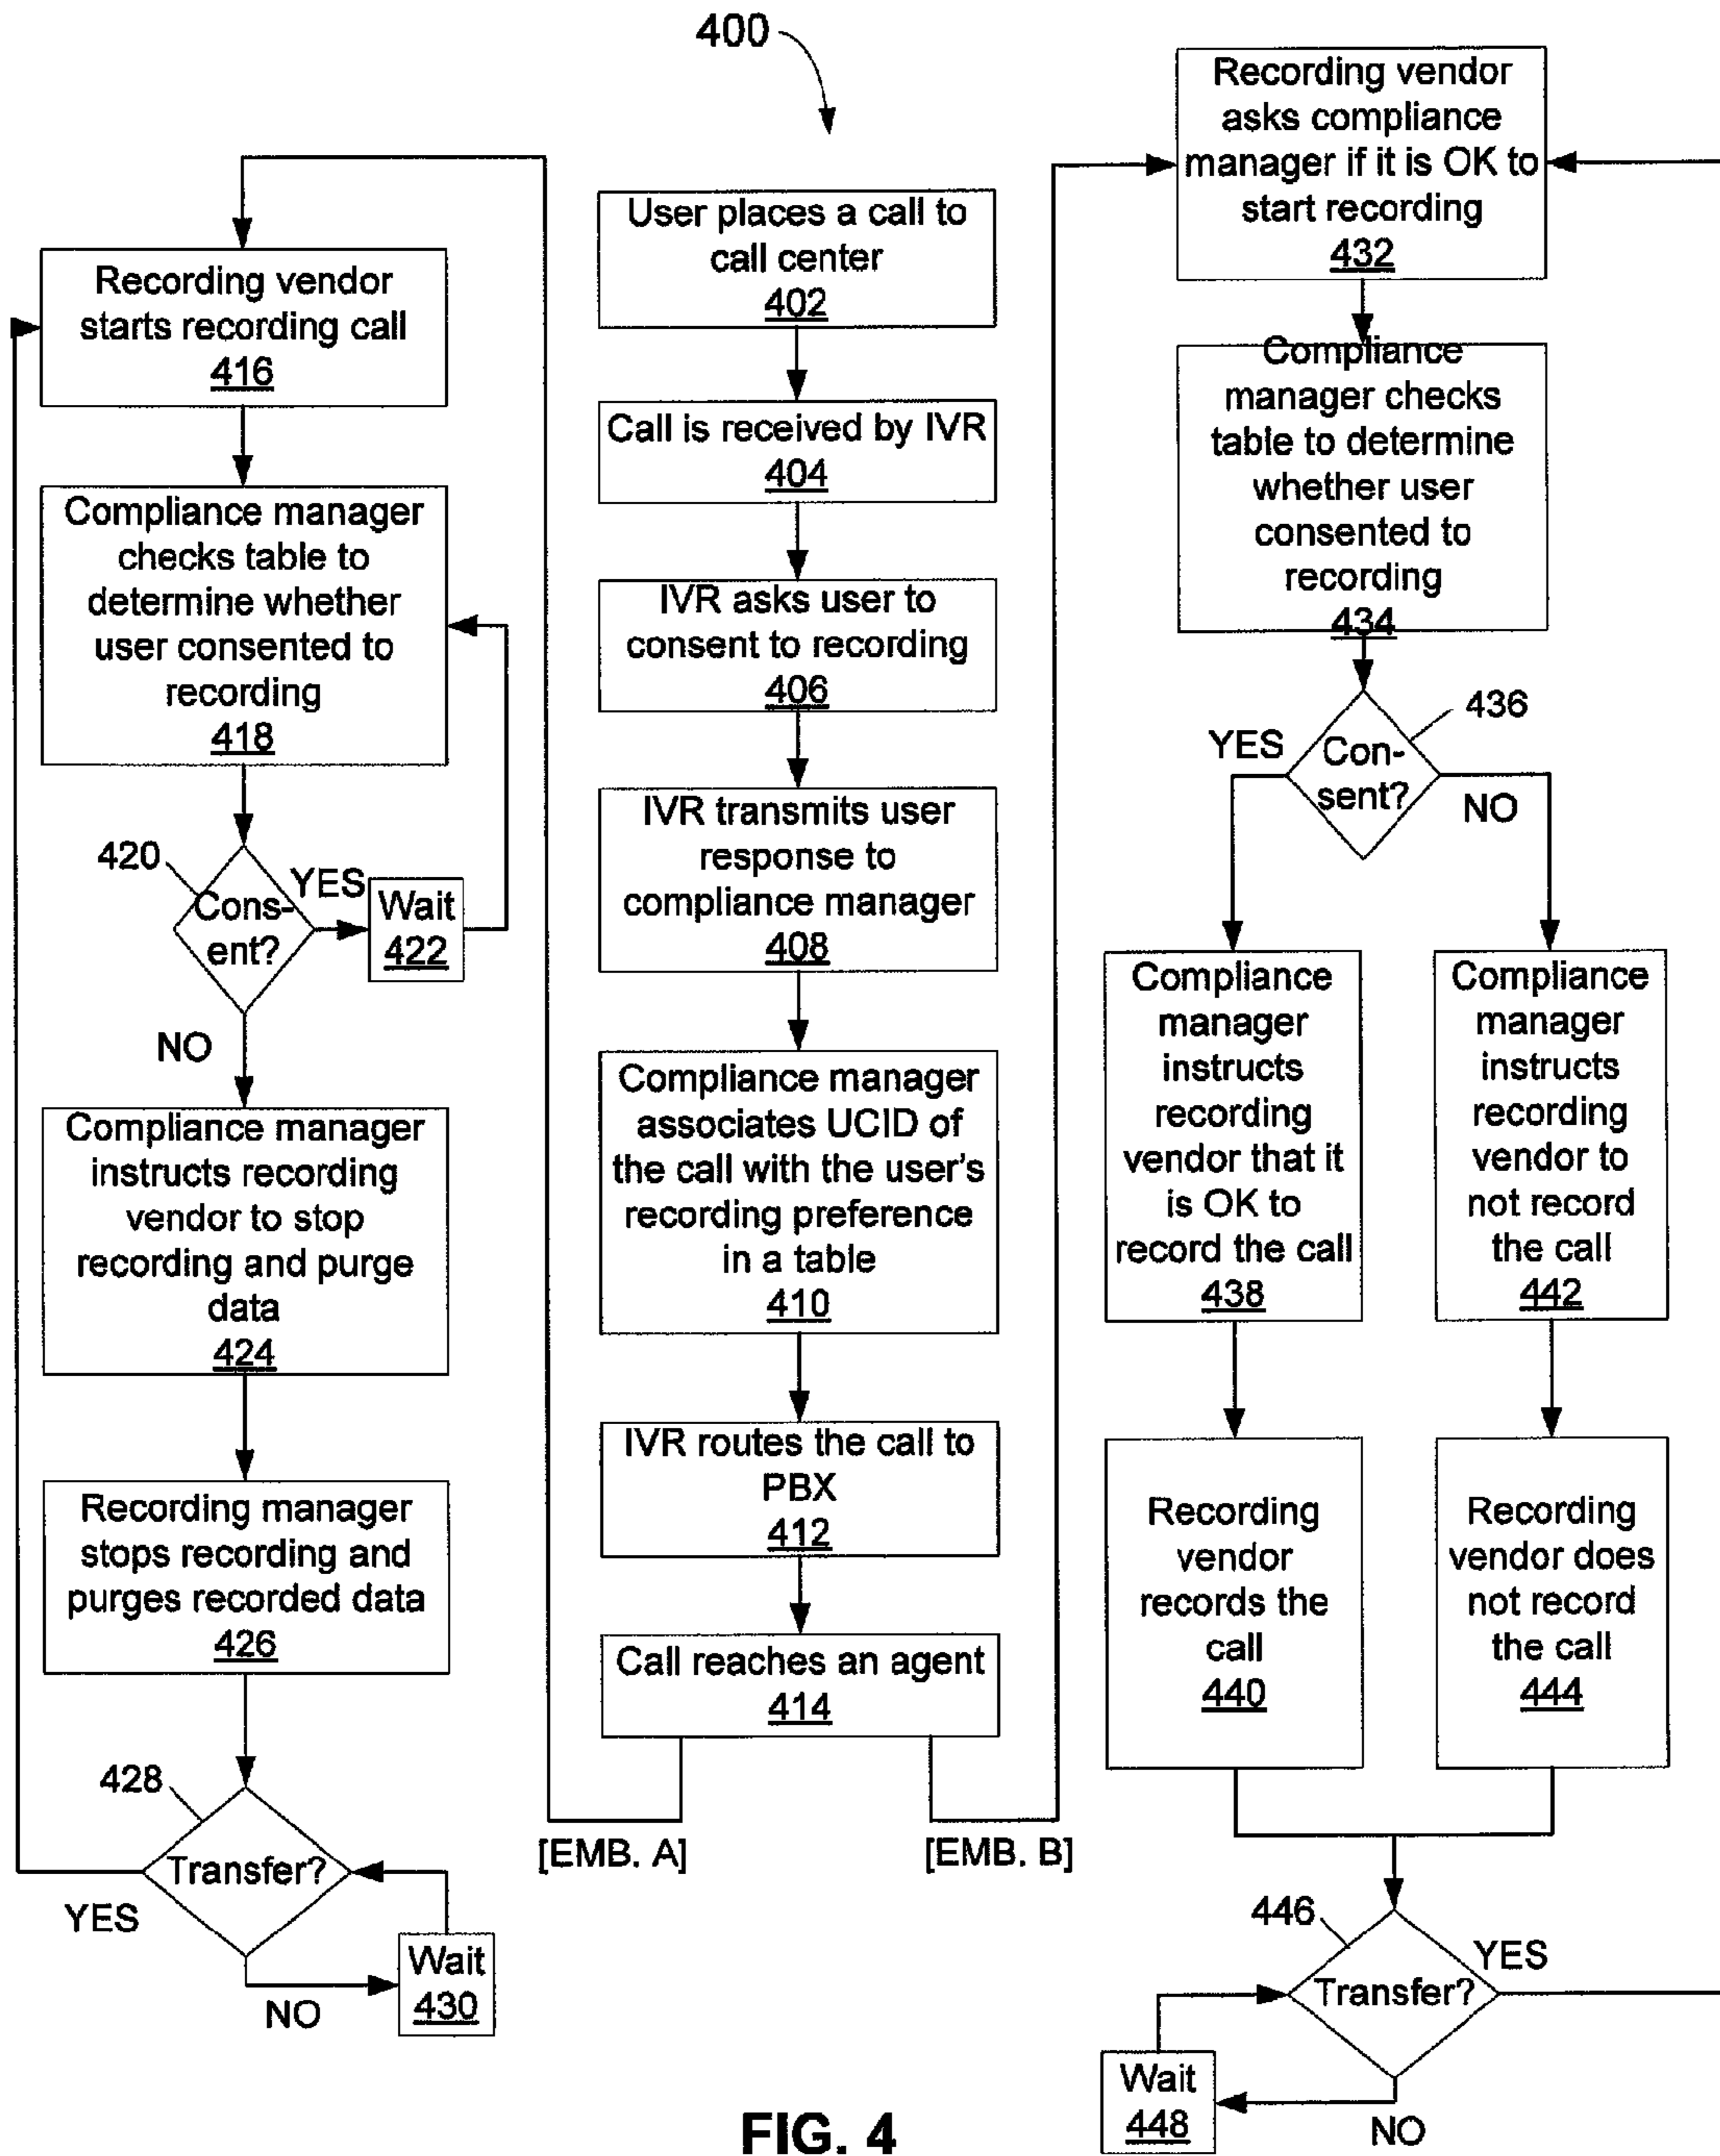 400
User places a call to
call center
402
Call is received by IVR
404
IVR asks user to
consent to recording
406
IVR transmits user
response to
compliance manager
408
Compliance manager
associates UCID of
the call with the user's
recording preference
in a table
410
IVR routes the call to
PBX
412
Call reaches an agent
414
[EMB. A]
[EMB. B]
Recording vendor
starts recording call
416
Compliance manager
checks table to
determine whether
user consented to
recording
418
420
Cons-
ent?
YES
Wait
422
NO
Compliance manager
instructs recording
vendor to stop
recording and purge
data
424
Recording manager
stops recording and
purges recorded data
426
428
Transfer?
YES
NO
Wait
430
Recording vendor
asks compliance
manager if it is OK to
start recording
432
Compliance
manager checks
table to determine
whether user
consented to
recording
434
436
Con-
sent?
YES
NO
Compliance
manager
instructs
recording
vendor that it
is OK to
record the call
438
Compliance
manager
instructs
recording
vendor to
not record
the call
442
Recording
vendor
records the
call
440
Recording
vendor does
not record
the call
444
446
Transfer?
YES
NO
Wait
448
FIG. 4